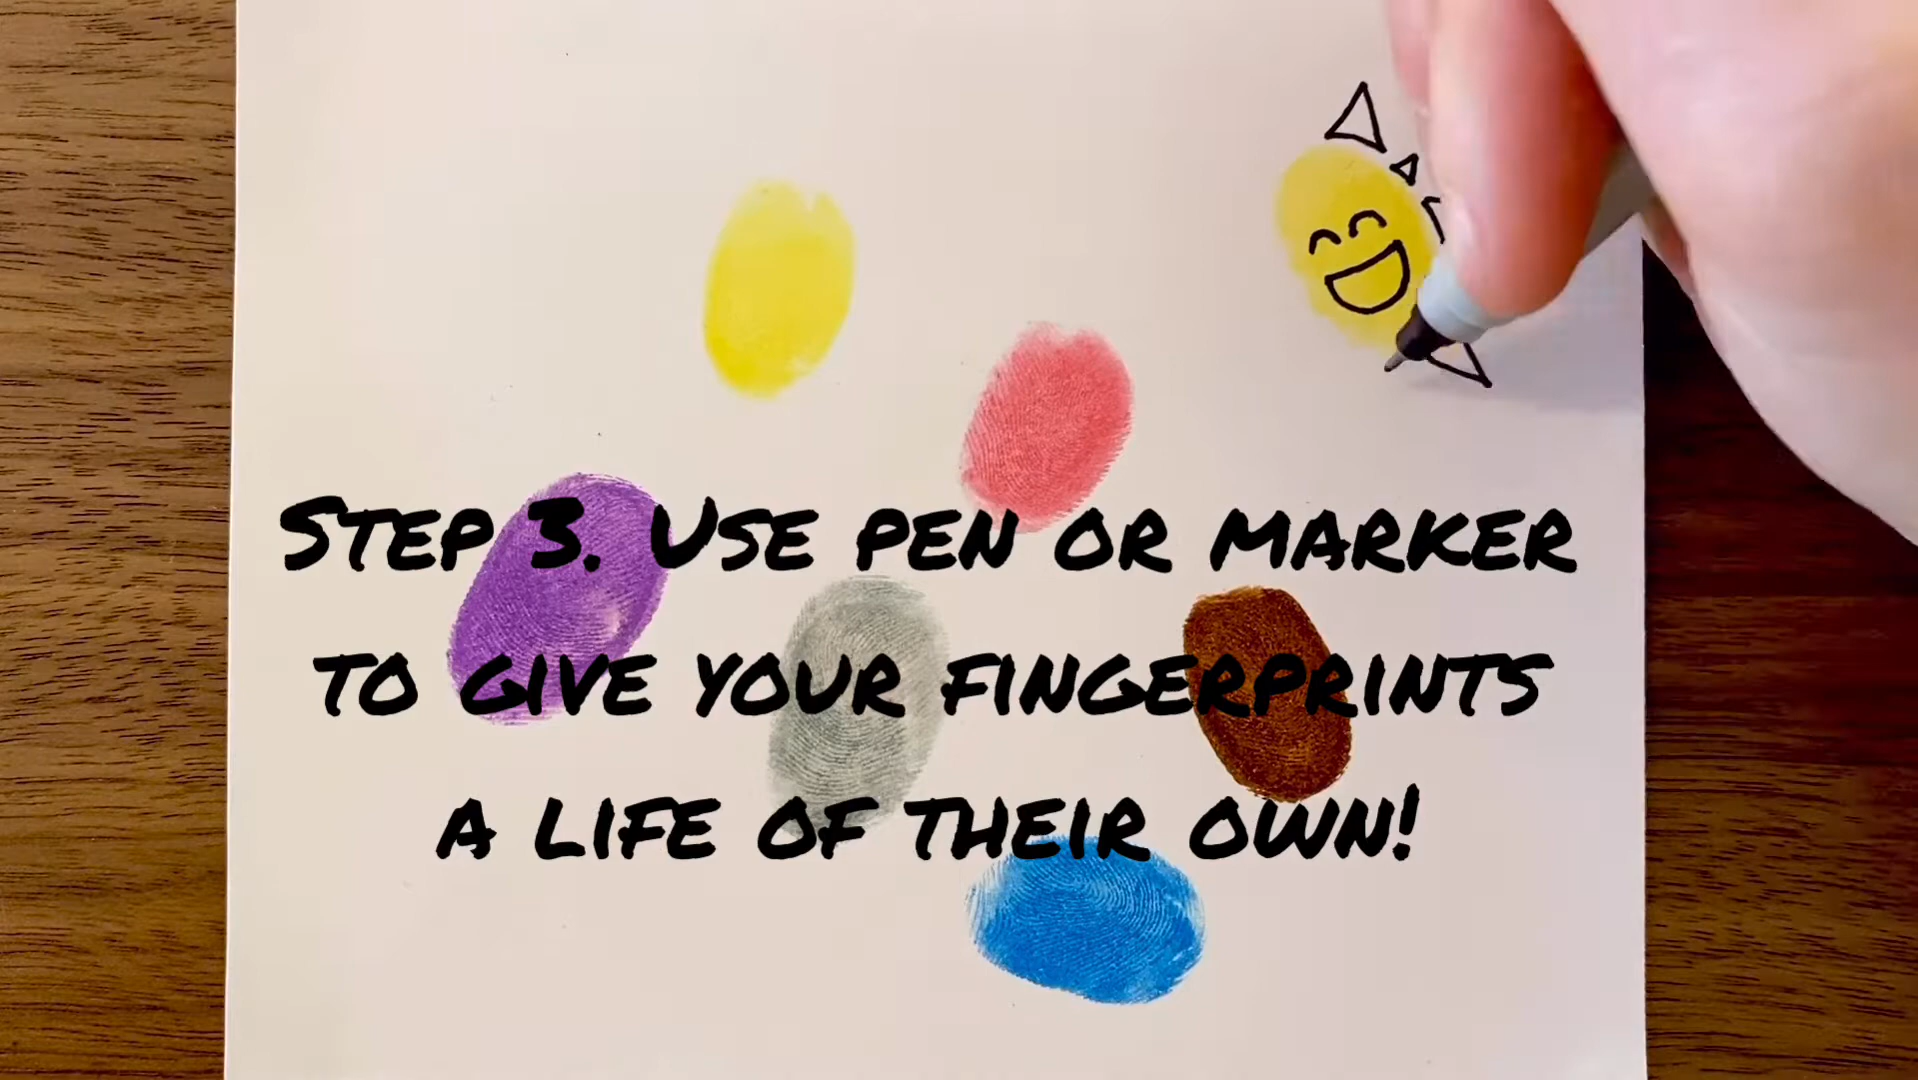 Step 3. Use pen or marker
to give your fingerprints
a life of their own!